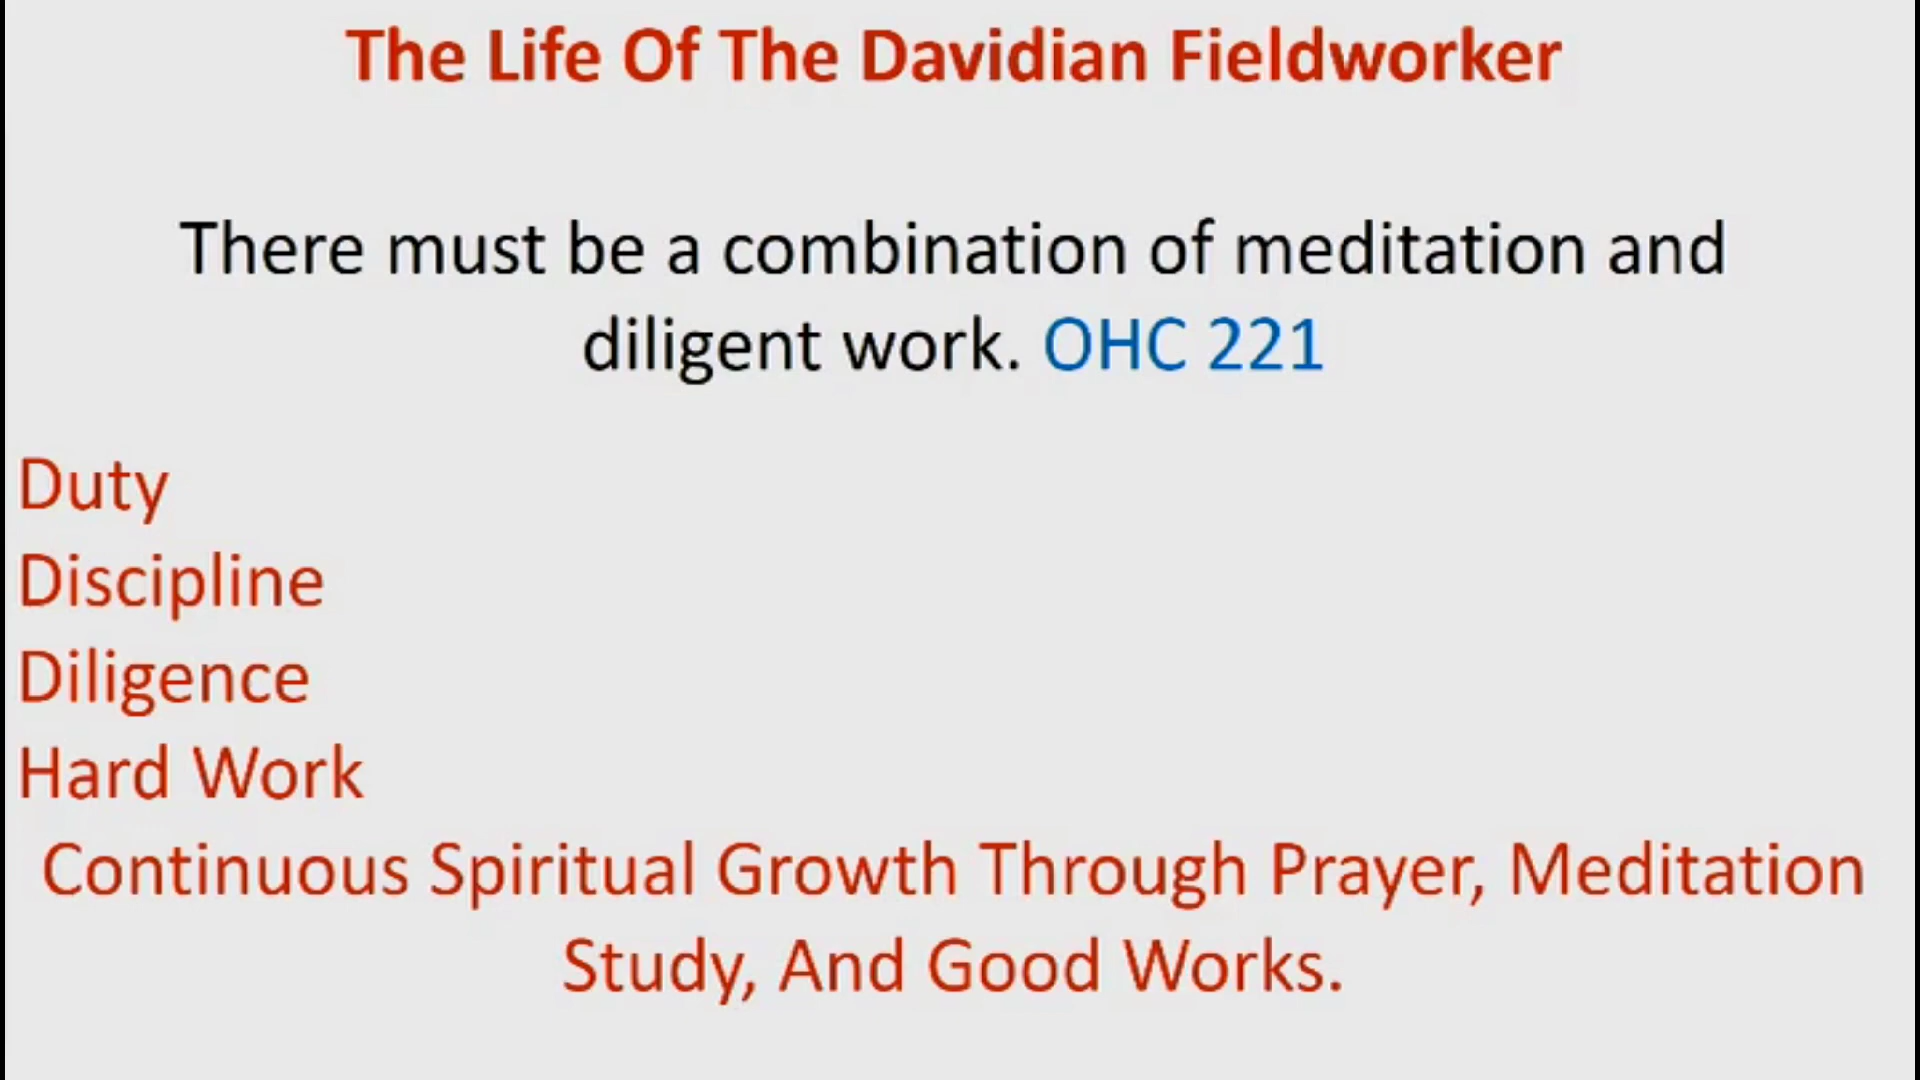 The Life Of The Davidian Fieldworker
There must be a combination of meditation and
diligent work. OHC 221
Duty
Discipline
Diligence
Hard Work
Continuous Spiritual Growth Through Prayer, Meditation
Study, And Good Works.